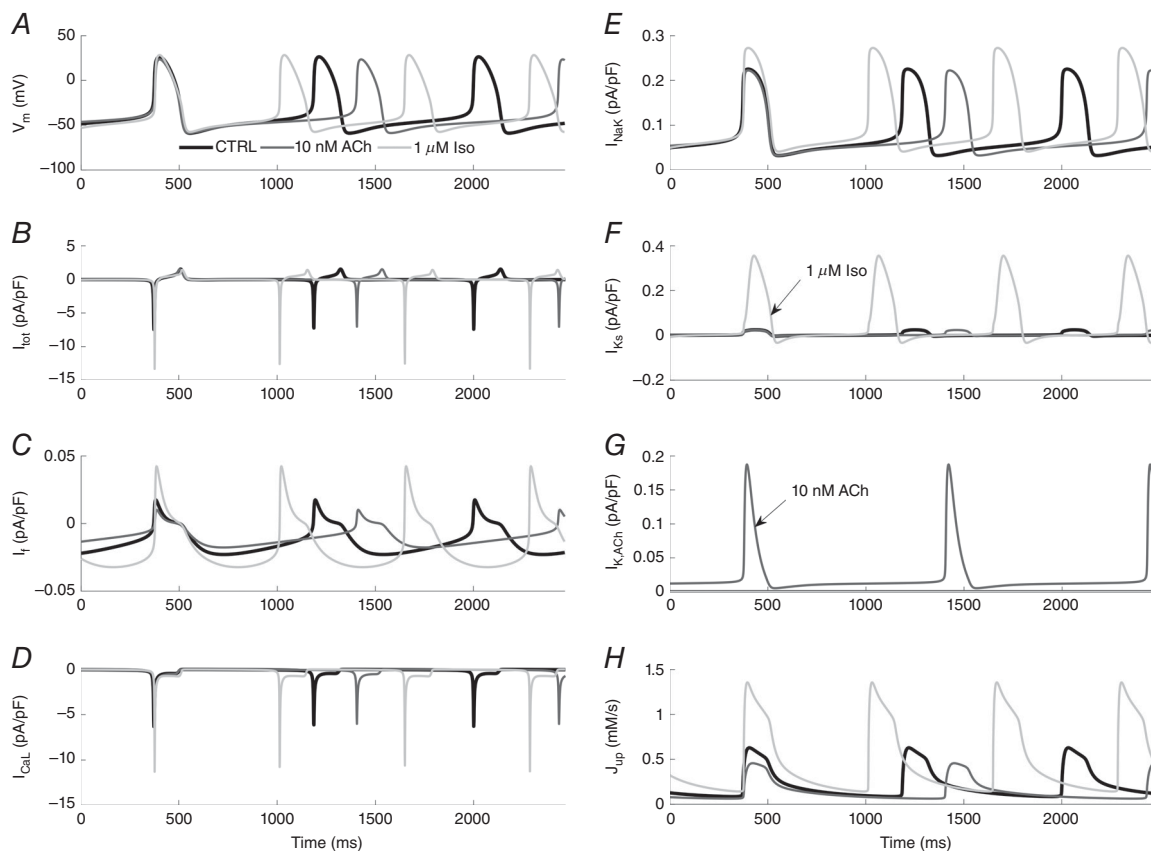 A
V_m (mV)
50
0
−50
−100
CTRL 10 nM ACh 1 μM Iso
0 500 1000 1500 2000
B
I_tot (pA/pF)
5
0
−5
−10
−15
0 500 1000 1500 2000
C
I_f (pA/pF)
0.05
0
−0.05
0 500 1000 1500 2000
D
I_CaL (pA/pF)
0
−5
−10
−15
0 500 1000 1500 2000
Time (ms)
E
I_NaK (pA/pF)
0.3
0.2
0.1
0
0 500 1000 1500 2000
F
I_Ks (pA/pF)
0.4
0.2
0
−0.2
1 μM Iso
0 500 1000 1500 2000
G
I_K,ACh (pA/pF)
0.2
0.15
0.1
0.05
0
10 nM ACh
0 500 1000 1500 2000
H
J_up (mM/s)
1.5
1
0.5
0
0 500 1000 1500 2000
Time (ms)